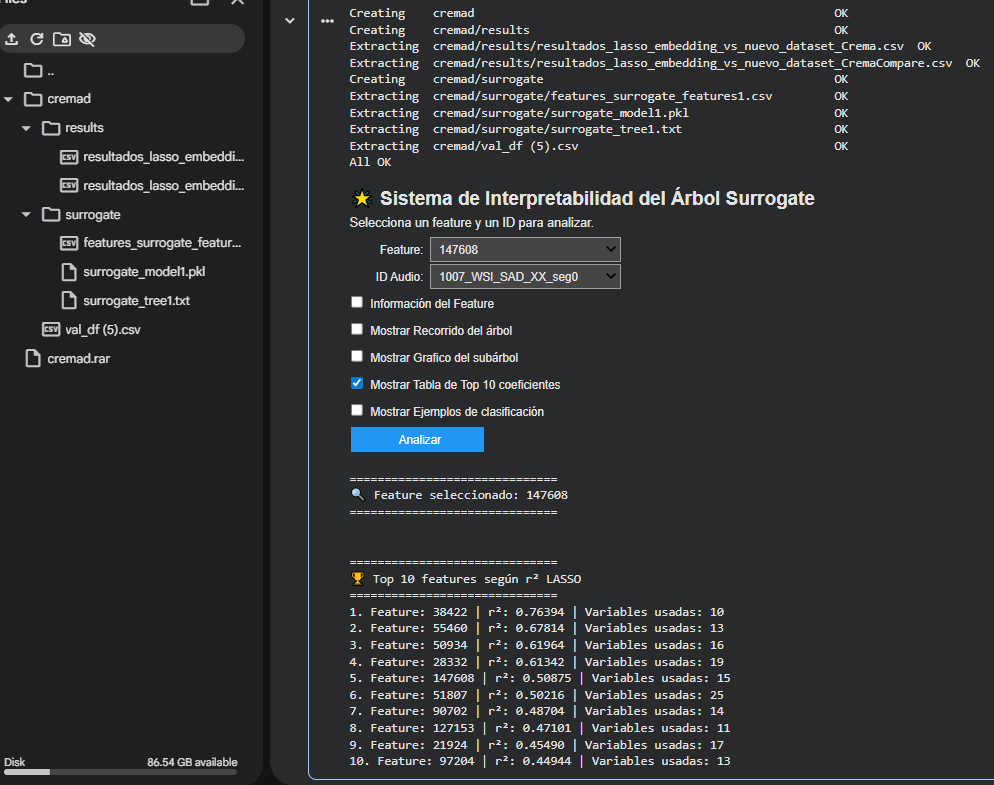 ..
cremad
results
resultados_lasso_embeddi...
resultados_lasso_embeddi...
surrogate
features_surrogate_featur...
surrogate_model1.pkl
surrogate_tree1.txt
val_df (5).csv
cremad.rar
Disk 86.54 GB available
Creating cremad OK
Creating cremad/results OK
Extracting cremad/results/resultados_lasso_embedding_vs_nuevo_dataset_Crema.csv OK
Extracting cremad/results/resultados_lasso_embedding_vs_nuevo_dataset_CremaCompare.csv OK
Creating cremad/surrogate OK
Extracting cremad/surrogate/features_surrogate_features1.csv OK
Extracting cremad/surrogate/surrogate_model1.pkl OK
Extracting cremad/surrogate/surrogate_tree1.txt OK
Extracting cremad/val_df (5).csv OK
All OK
Sistema de Interpretabilidad del Árbol Surrogate
Selecciona un feature y un ID para analizar.
Feature: 147608
ID Audio: 1007_WSI_SAD_XX_seg0
Información del Feature
Mostrar Recorrido del árbol
Mostrar Grafico del subárbol
Mostrar Tabla de Top 10 coeficientes
Mostrar Ejemplos de clasificación
Analizar
==============================
Feature seleccionado: 147608
==============================
==============================
Top 10 features según r² LASSO
==============================
1. Feature: 38422 | r²: 0.76394 | Variables usadas: 10
2. Feature: 55460 | r²: 0.67814 | Variables usadas: 13
3. Feature: 50934 | r²: 0.61964 | Variables usadas: 16
4. Feature: 28332 | r²: 0.61342 | Variables usadas: 19
5. Feature: 147608 | r²: 0.50875 | Variables usadas: 15
6. Feature: 51807 | r²: 0.50216 | Variables usadas: 25
7. Feature: 90702 | r²: 0.48704 | Variables usadas: 14
8. Feature: 127153 | r²: 0.47101 | Variables usadas: 11
9. Feature: 21924 | r²: 0.45490 | Variables usadas: 17
10. Feature: 97204 | r²: 0.44944 | Variables usadas: 13